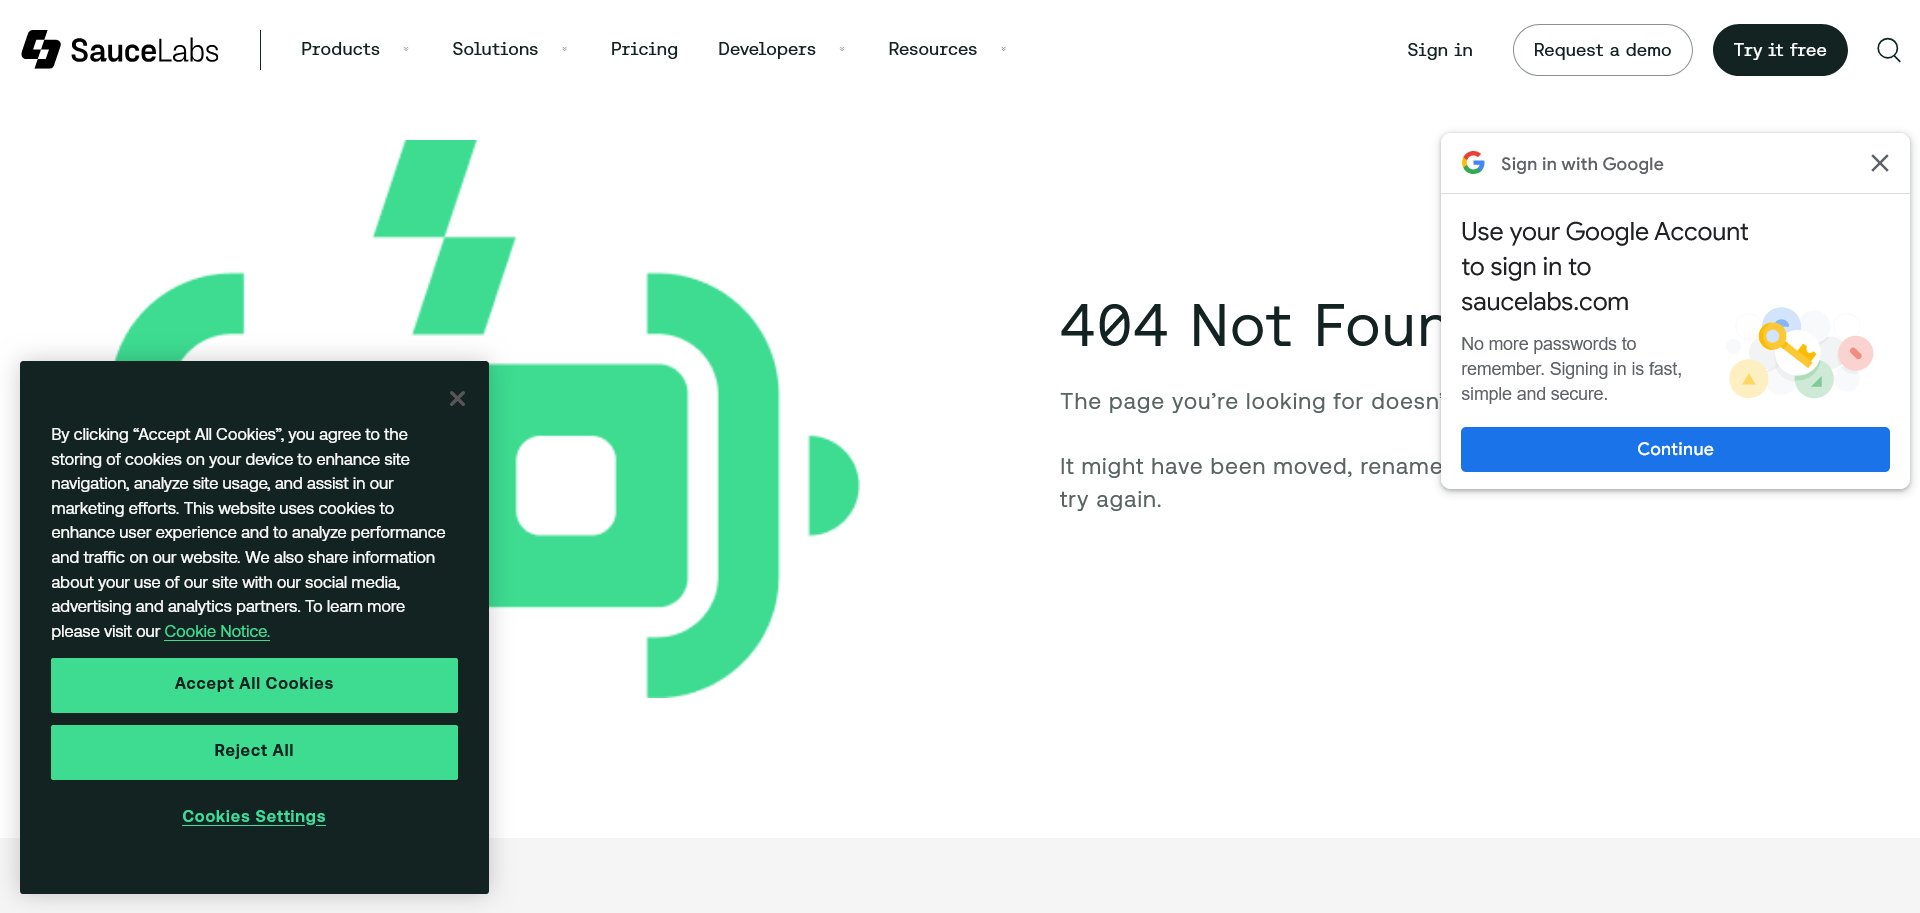 SauceLabs
Products
Solutions
Pricing
Developers
Resources
Sign in
Request a demo
Try it free
Sign in with Google
Use your Google Account
to sign in to
saucelabs.com
No more passwords to
remember. Signing in is fast,
simple and secure.
Continue
404 Not Foun
The page you’re looking for doesn’
It might have been moved, rename
try again.
By clicking “Accept All Cookies”, you agree to the
storing of cookies on your device to enhance site
navigation, analyze site usage, and assist in our
marketing efforts. This website uses cookies to
enhance user experience and to analyze performance
and traffic on our website. We also share information
about your use of our site with our social media,
advertising and analytics partners. To learn more
please visit our Cookie Notice.
Accept All Cookies
Reject All
Cookies Settings